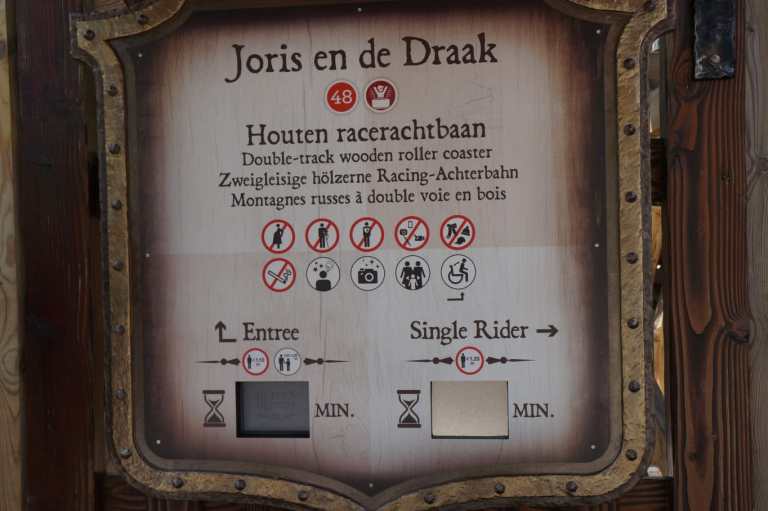 Joris en de Draak
48
Houten racerachtbaan
Double-track wooden roller coaster
Zweigleisige hölzerne Racing-Achterbahn
Montagnes russes à double voie en bois
Entree
Single Rider
MIN.
MIN.